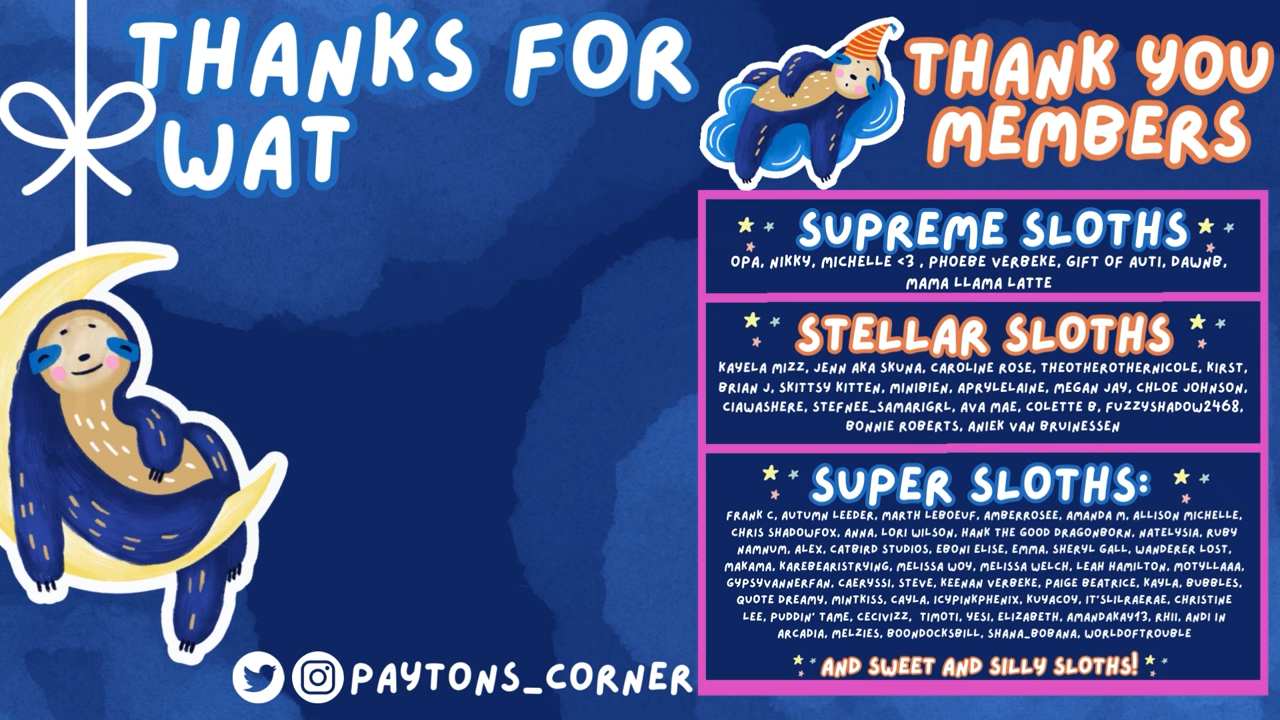 THANKS FOR
WAT
THANK YOU
MEMBERS
SUPREME SLOTHS
OPA, NIKKY, MICHELLE <3 , PHOEBE VERBEKE, GIFT OF AUTI, DAWNB,
MAMA LLAMA LATTE
STELLAR SLOTHS
KAYELA MIZZ, JENN AKA SKUNA, CAROLINE ROSE, THEOTHEROTHERNICOLE, KIRST,
BRIAN J, SKITTSY KITTEN, MINIBIEN, APRYLELAINE, MEGAN JAY, CHLOE JOHNSON,
CIAWASHERE, STEFNEE_SAMARIGRL, AVA MAE, COLETTE B, FUZZYSHADOW2468,
BONNIE ROBERTS, ANIEK VAN BRUINESSEN
SUPER SLOTHS:
FRANK C, AUTUMN LEEDER, MARTH LEBOEUF, AMBERROSEE, AMANDA M, ALLISON MICHELLE,
CHRIS SHADOWFOX, ANNA, LORI WILSON, HANK THE GOOD DRAGONBORN, NATELYSIA, RUBY
NAMNUM, ALEX, CATBIRD STUDIOS, EBONI ELISE, EMMA, SHERYL GALL, WANDERER LOST,
MAKAMA, KAREBEARISTRYING, MELISSA WOY, MELISSA WELCH, LEAH HAMILTON, MOTYLLAAA,
GYPSYVANNERFAN, CAERYSSI, STEVE, KEENAN VERBEKE, PAIGE BEATRICE, KAYLA, BUBBLES,
QUOTE DREAMY, MINTKISS, CAYLA, ICYPINKPHENIX, KUYACOY, IT'SLILRAERAE, CHRISTINE
LEE, PUDDIN' TAME, CECIVIZZ, TIMOTI, YESI, ELIZABETH, AMANDAKAY13, RHII, ANDI IN
ARCADIA, MELZIES, BOONDOCKSBILL, SHANA_BOBANA, WORLDOFTROUBLE
AND SWEET AND SILLY SLOTHS!
PAYTONS_CORNER